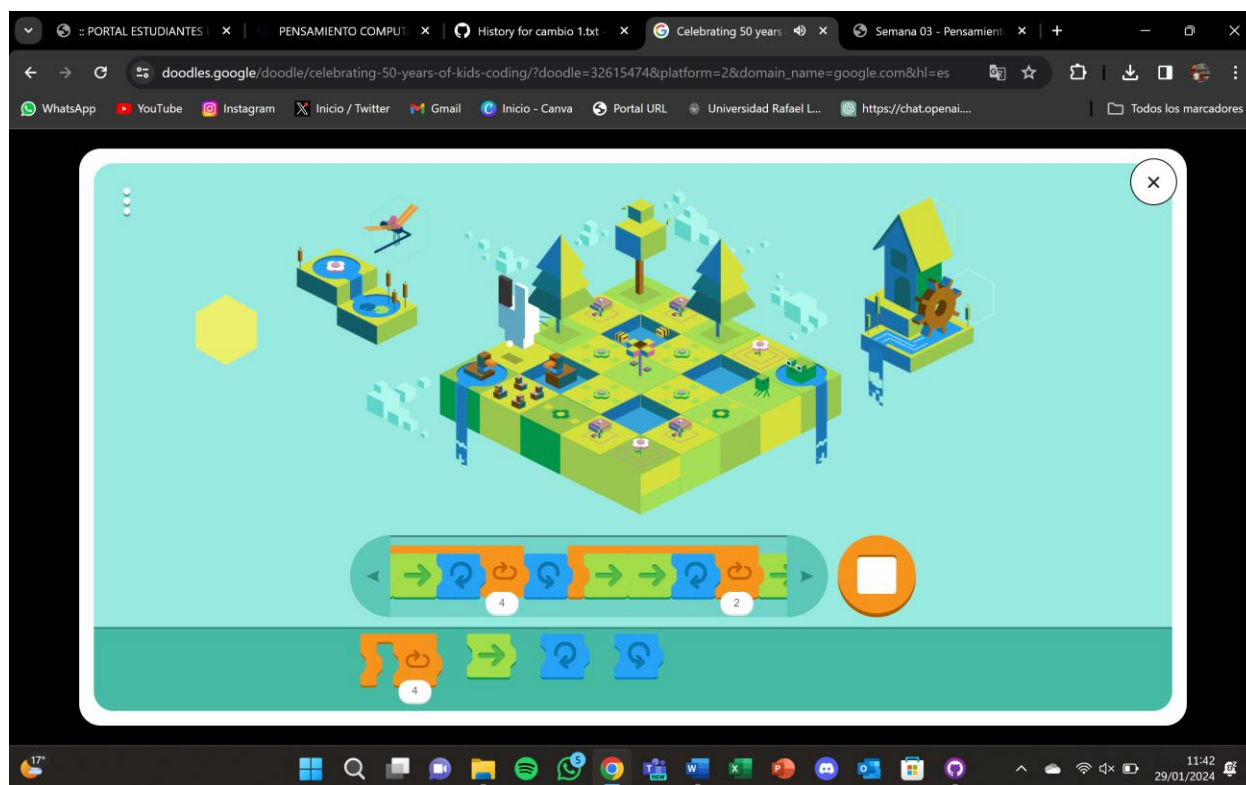 :: PORTAL ESTUDIANTES
PENSAMIENTO COMPUT
History for cambio 1.txt -
Celebrating 50 years
Semana 03 - Pensamient
doodles.google/doodle/celebrating-50-years-of-kids-coding/?doodle=32615474&platform=2&domain_name=google.com&hl=es
WhatsApp
YouTube
Instagram
Inicio / Twitter
Gmail
Inicio - Canva
Portal URL
Universidad Rafael L...
https://chat.openai....
Todos los marcadores
4
2
4
17°
5
11:42
29/01/2024